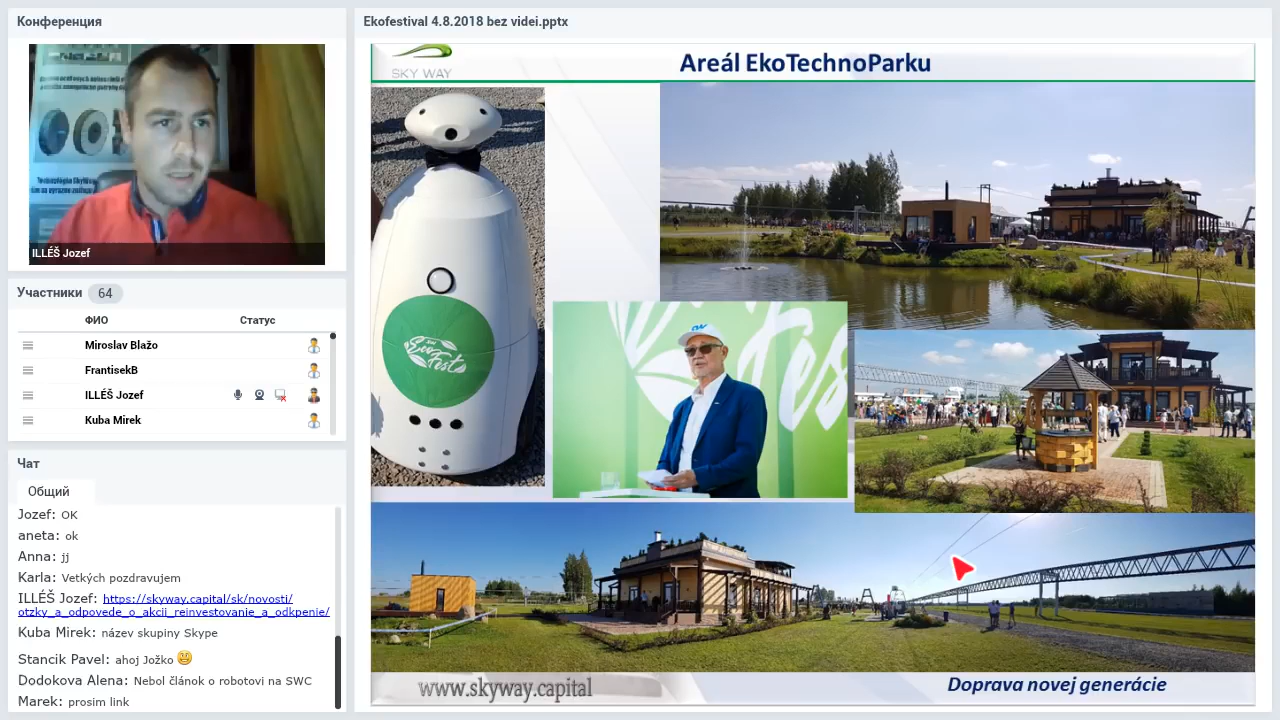 Конференция
ILLÉŠ Jozef
Участники 64
ФИО Статус
Miroslav Blažo
FrantisekB
ILLÉŠ Jozef
Kuba Mirek
Чат
Общий
Jozef: OK
aneta: ok
Anna: jj
Karla: Vetkých pozdravujem
ILLÉŠ Jozef: https://skyway.capital/sk/novosti/
otzky_a_odpovede_o_akcii_reinvestovanie_a_odkpenie/
Kuba Mirek: název skupiny Skype
Stancik Pavel: ahoj Jožko
Dodokova Alena: Nebol článok o robotovi na SWC
Marek: prosim link
Ekofestival 4.8.2018 bez videi.pptx
SKY WAY
Areál EkoTechnoParku
Eco
Fest
www.skyway.capital
Doprava novej generácie